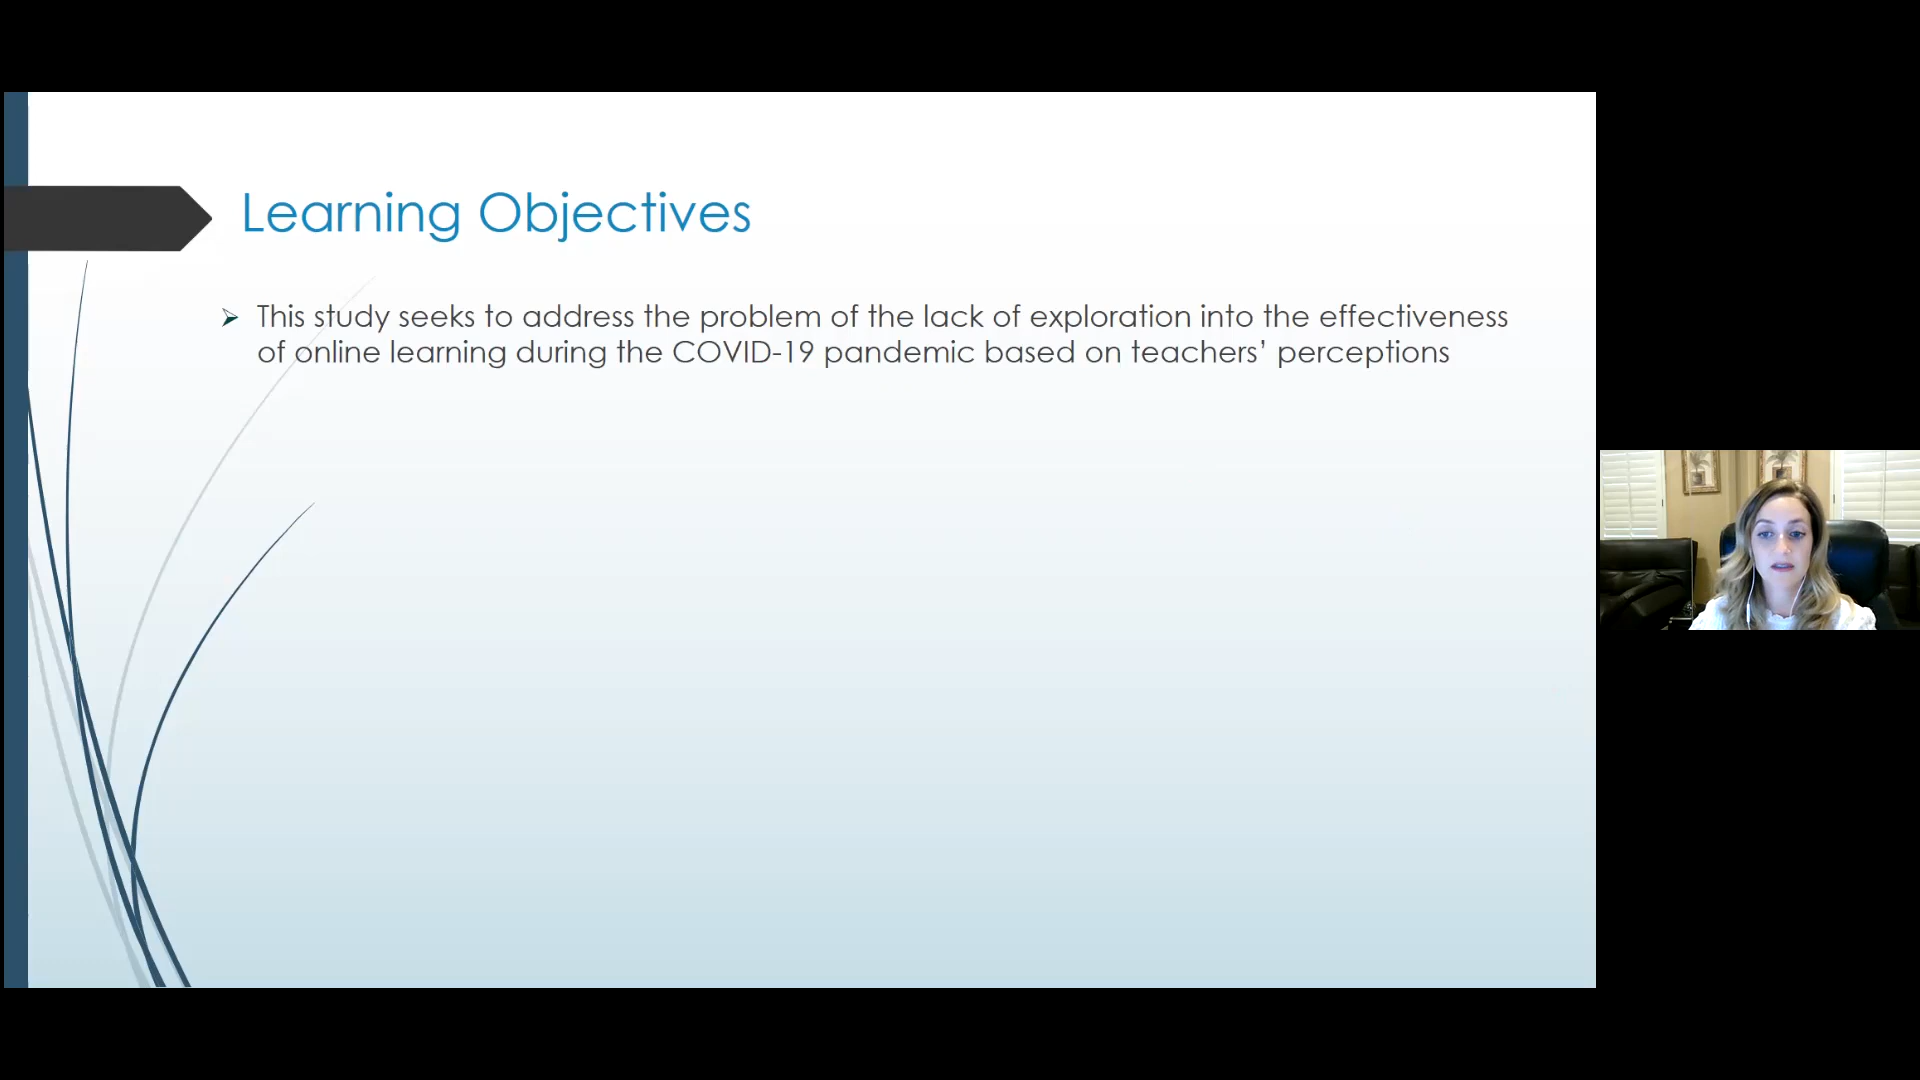 Learning Objectives
This study seeks to address the problem of the lack of exploration into the effectiveness
of online learning during the COVID-19 pandemic based on teachers’ perceptions